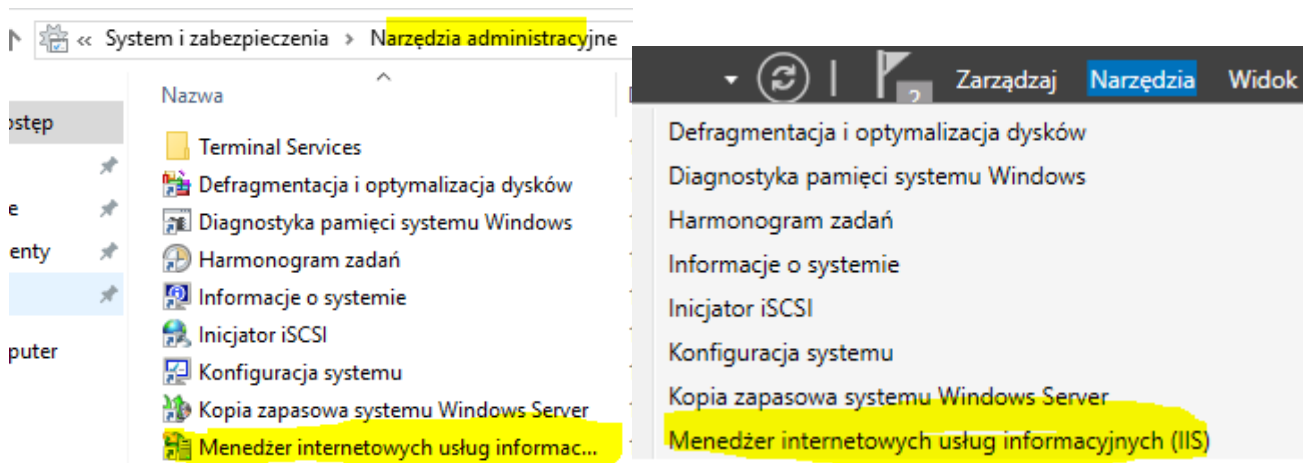 « System i zabezpieczenia › Narzędzia administracyjne
Nazwa
Terminal Services
Defragmentacja i optymalizacja dysków
Diagnostyka pamięci systemu Windows
Harmonogram zadań
Informacje o systemie
Inicjator iSCSI
Konfiguracja systemu
Kopia zapasowa systemu Windows Server
Menedżer internetowych usług informac...
ostęp
e
enty
puter
2 Zarządzaj Narzędzia Widok
Defragmentacja i optymalizacja dysków
Diagnostyka pamięci systemu Windows
Harmonogram zadań
Informacje o systemie
Inicjator iSCSI
Konfiguracja systemu
Kopia zapasowa systemu Windows Server
Menedżer internetowych usług informacyjnych (IIS)